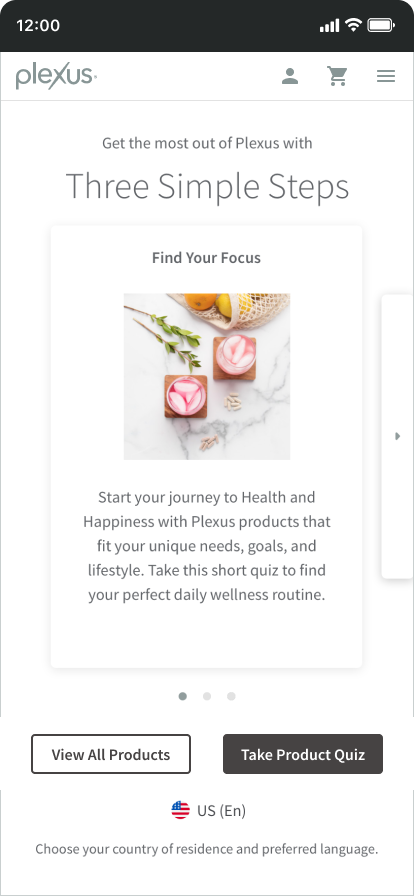 12:00
plexus
Get the most out of Plexus with
Three Simple Steps
Find Your Focus
Start your journey to Health and
Happiness with Plexus products that
fit your unique needs, goals, and
lifestyle. Take this short quiz to find
your perfect daily wellness routine.
View All Products
Take Product Quiz
US (En)
Choose your country of residence and preferred language.